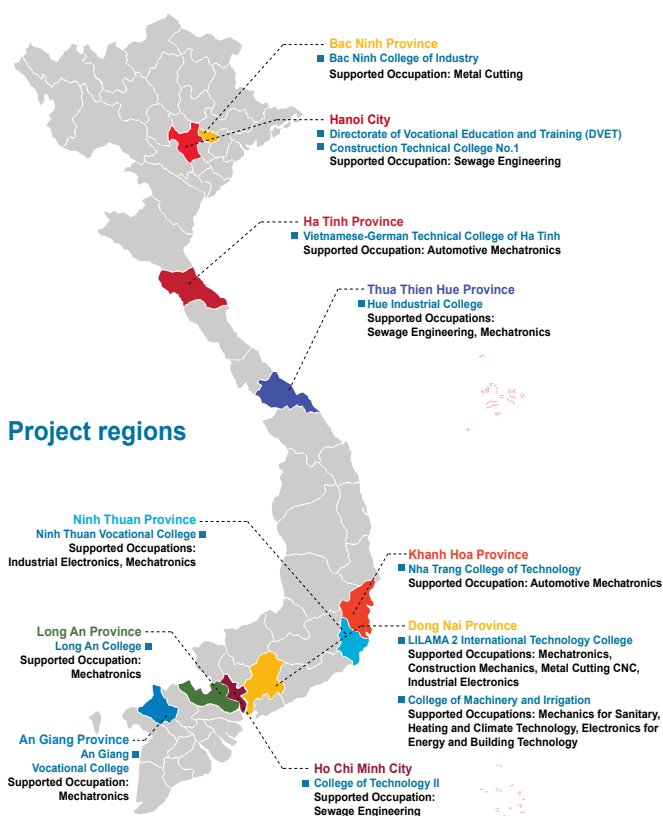 Bac Ninh Province
Bac Ninh College of Industry
Supported Occupation: Metal Cutting
Hanoi City
Directorate of Vocational Education and Training (DVET)
Construction Technical College No.1
Supported Occupation: Sewage Engineering
Ha Tinh Province
Vietnamese-German Technical College of Ha Tinh
Supported Occupation: Automotive Mechatronics
Thua Thien Hue Province
Hue Industrial College
Supported Occupations:
Sewage Engineering, Mechatronics
Project regions
Ninh Thuan Province
Ninh Thuan Vocational College
Supported Occupations:
Industrial Electronics, Mechatronics
Khanh Hoa Province
Nha Trang College of Technology
Supported Occupation: Automotive Mechatronics
Long An Province
Long An College
Supported Occupation:
Mechatronics
Dong Nai Province
LILAMA 2 International Technology College
Supported Occupations: Mechatronics,
Construction Mechanics, Metal Cutting CNC,
Industrial Electronics
College of Machinery and Irrigation
Supported Occupations: Mechanics for Sanitary,
Heating and Climate Technology, Electronics for
Energy and Building Technology
An Giang Province
An Giang
Vocational College
Supported Occupation:
Mechatronics
Ho Chi Minh City
College of Technology II
Supported Occupation:
Sewage Engineering